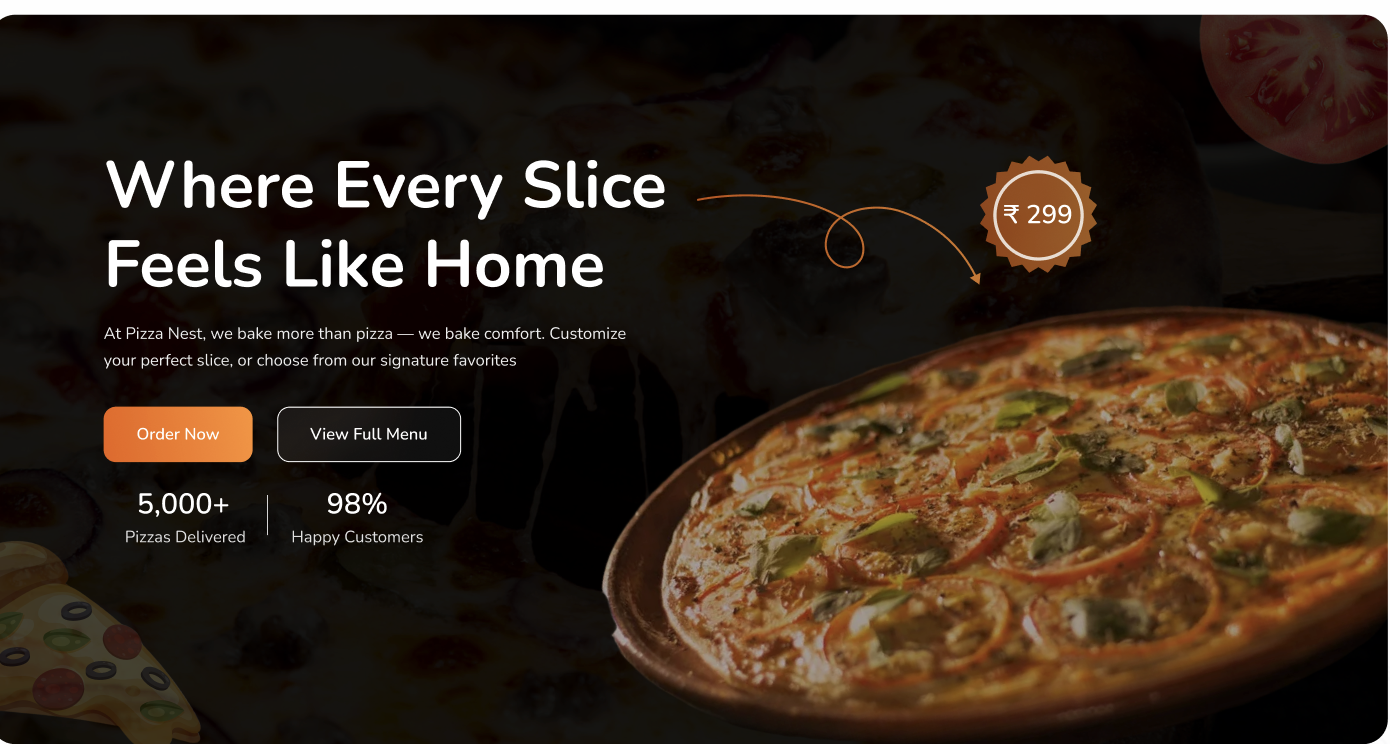 Where Every Slice
Feels Like Home
₹ 299
At Pizza Nest, we bake more than pizza — we bake comfort. Customize
your perfect slice, or choose from our signature favorites
Order Now
View Full Menu
5,000+
Pizzas Delivered
98%
Happy Customers